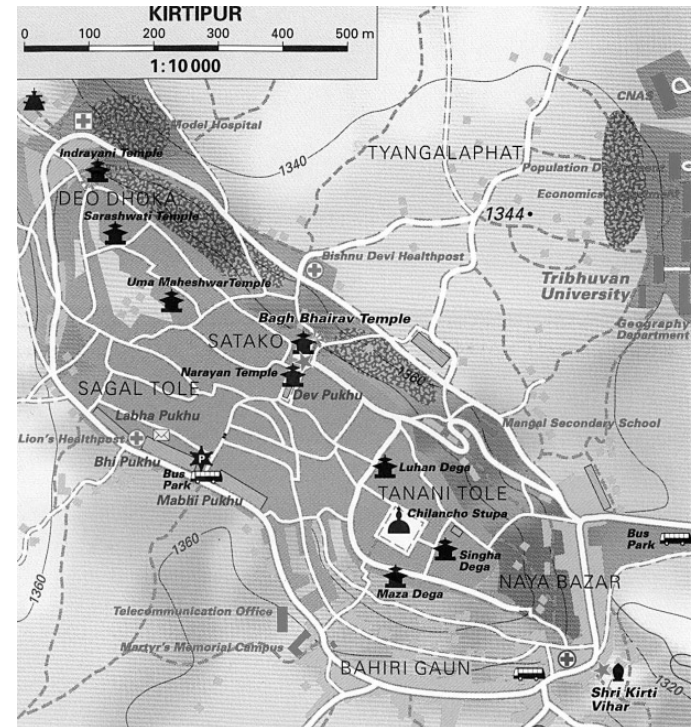 KIRTIPUR
0 100 200 300 400 500 m
1:10 000
CNAS
Model Hospital
TYANGALAPHAT
1340
Indrayani Temple
Population D
DEO DHOKA
Economics
Sarashwati Temple
1344
Bishnu Devi Healthpost
Tribhuvan
University
Uma Maheshwar Temple
Bagh Bhairav Temple
Geography
Department
SATAKO
Narayan Temple
1360
SAGAL TOLE
Dev Pukhu
Labha Pukhu
Mangal Secondary School
Lion's Healthpost
P
Bhi Pukhu
Luhan Dega
Bus
Park
Mabhi Pukhu
TANANI TOLE
Chilancho Stupa
1360
Bus
Park
Singha
Dega
1360
NAYA BAZAR
Maza Dega
Telecommunication Office
Martyr's Memorial Campus
BAHIRI GAUN
1320
Shri Kirti
Vihar